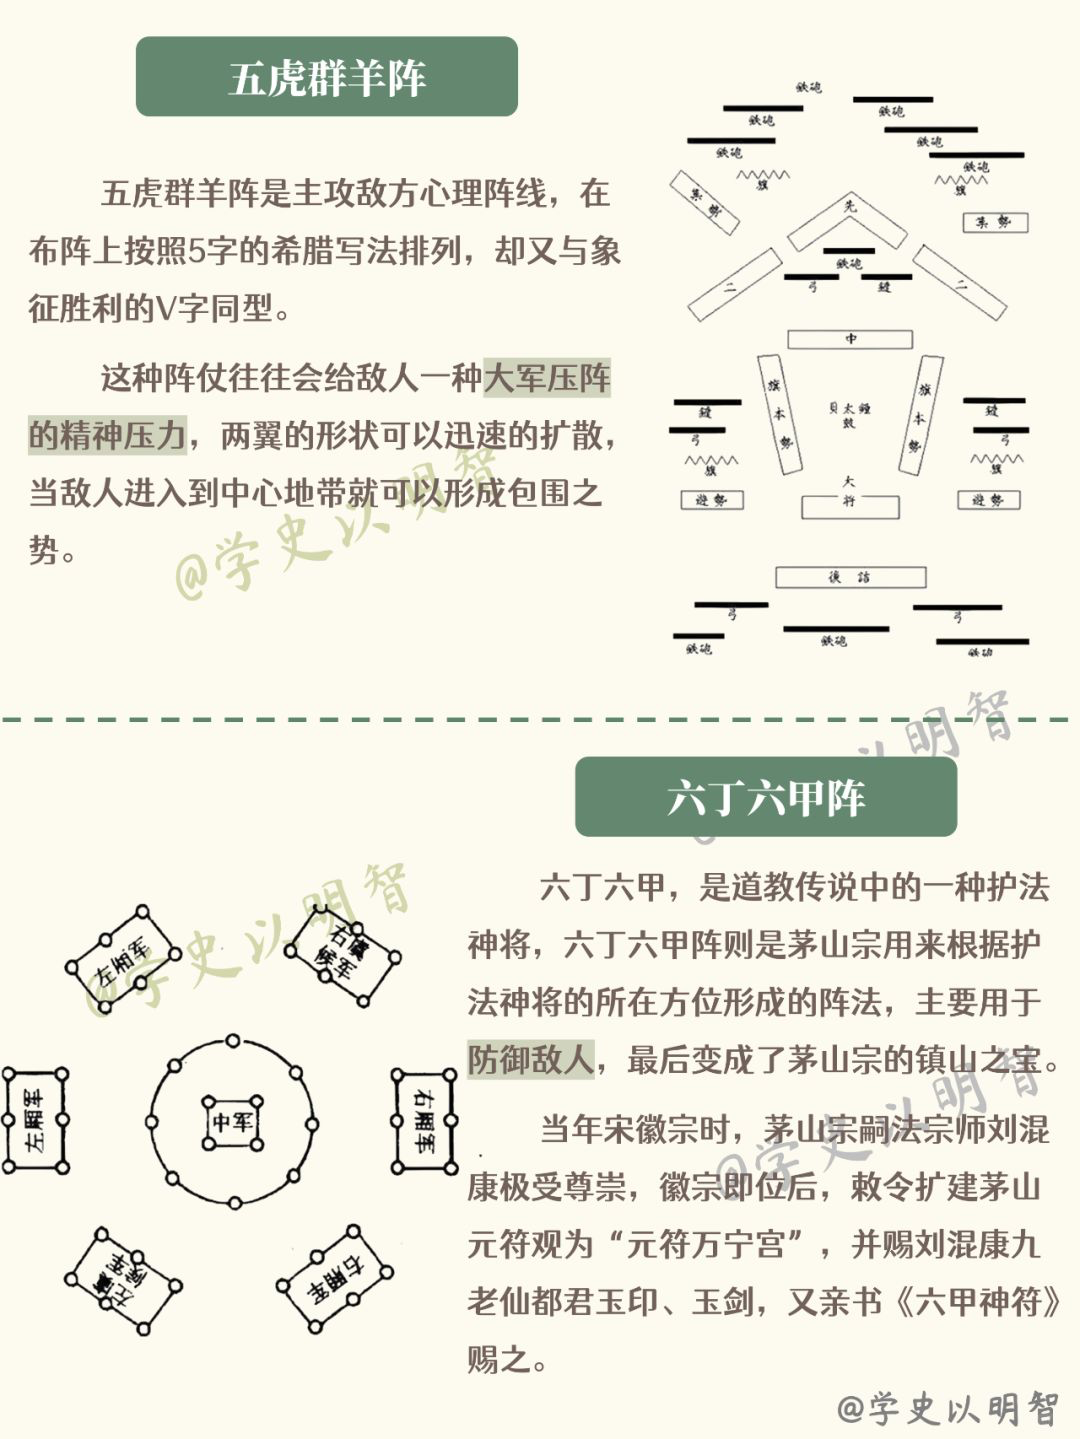 五虎群羊阵
五虎群羊阵是主攻敌方心理阵线，在
布阵上按照5字的希腊写法排列，却又与象
征胜利的V字同型。
这种阵仗往往会给敌人一种大军压阵
的精神压力，两翼的形状可以迅速的扩散，
当敌人进入到中心地带就可以形成包围之
势。
@学史以明智
鉄砲
鉄砲
鉄砲
鉄砲
鉄砲
鉄砲
旗
旗
集勢
先
鉄砲
弓
二
二
中
旗本勢
貝太鐘
鼓
旗本勢
弓
弓
旗
旗
遊勢
大
将
遊勢
後詰
弓
弓
鉄砲
鉄砲
以明智
六丁六甲阵
六丁六甲，是道教传说中的一种护法
神将，六丁六甲阵则是茅山宗用来根据护
法神将的所在方位形成的阵法，主要用于
防御敌人，最后变成了茅山宗的镇山之宝。
当年宋徽宗时，茅山宗嗣法宗师刘混
康极受尊崇，徽宗即位后，敕令扩建茅山
元符观为“元符万宁宫”，并赐刘混康九
老仙都君玉印、玉剑，又亲书《六甲神符》
赐之。
@学史以明智
@学史以明智
左厢军
右虞
候军
左厢军
中军
右厢军
左虞
候军
右厢军
@学史以明智